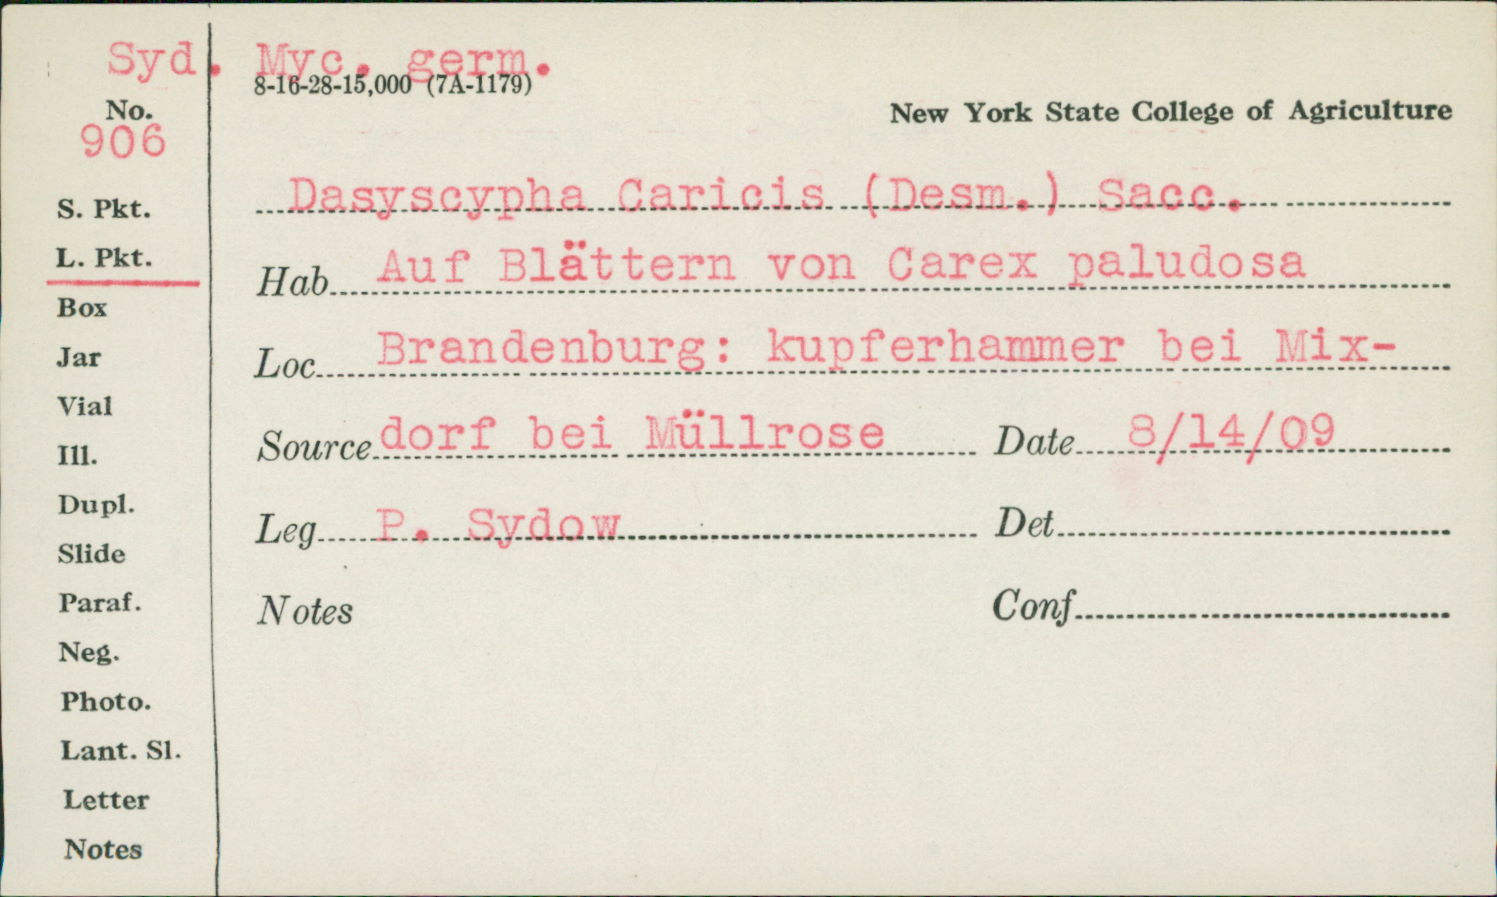 Syd. Myc. germ.
8-16-28-15,000 (7A-1179)
No.
906
New York State College of Agriculture
Dasyscypha Caricis (Desm.) Sacc.
S. Pkt.
L. Pkt.
Box
Jar
Vial
Ill.
Dupl.
Slide
Paraf.
Neg.
Photo.
Lant. Sl.
Letter
Notes
Hab Auf Blättern von Carex paludosa
Loc Brandenburg: kupferhammer bei Mix-
Source dorf bei Müllrose Date 8/14/09
Leg P. Sydow Det
Notes Conf